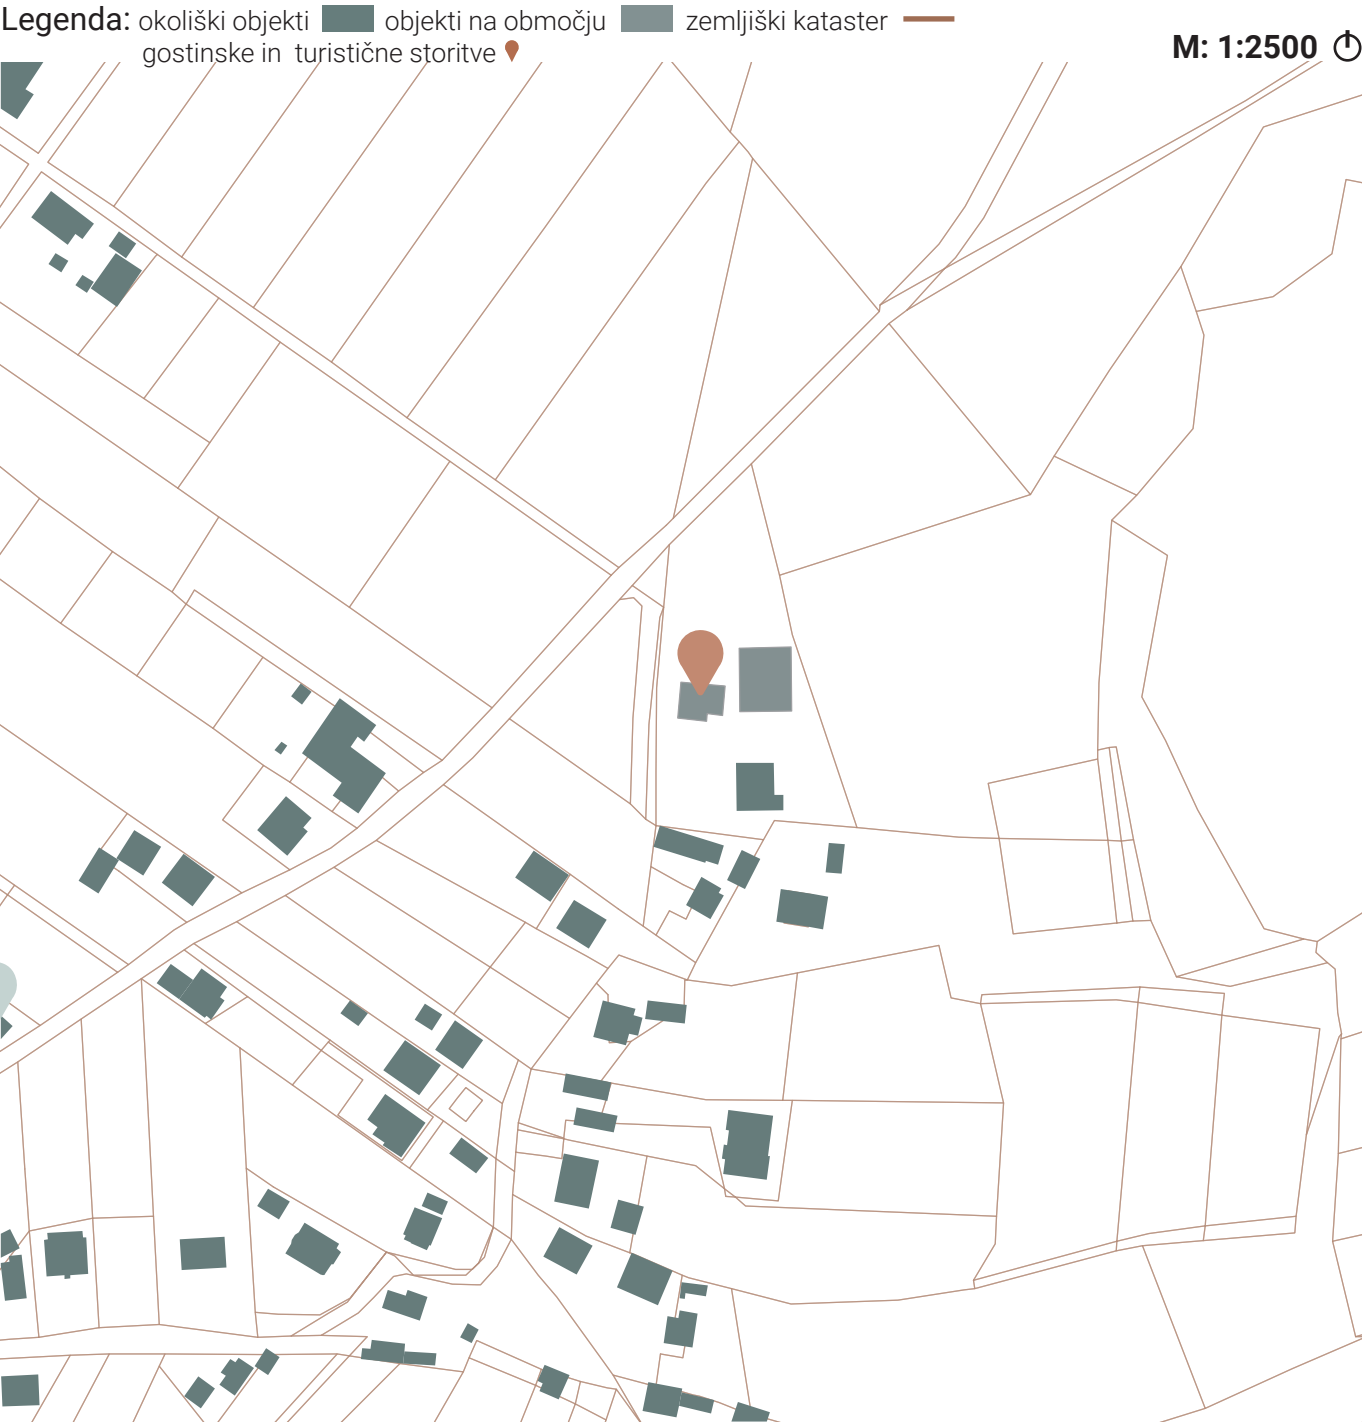 Legenda: okoliški objekti objekti na območju zemljiški kataster
gostinske in turistične storitve
M: 1:2500